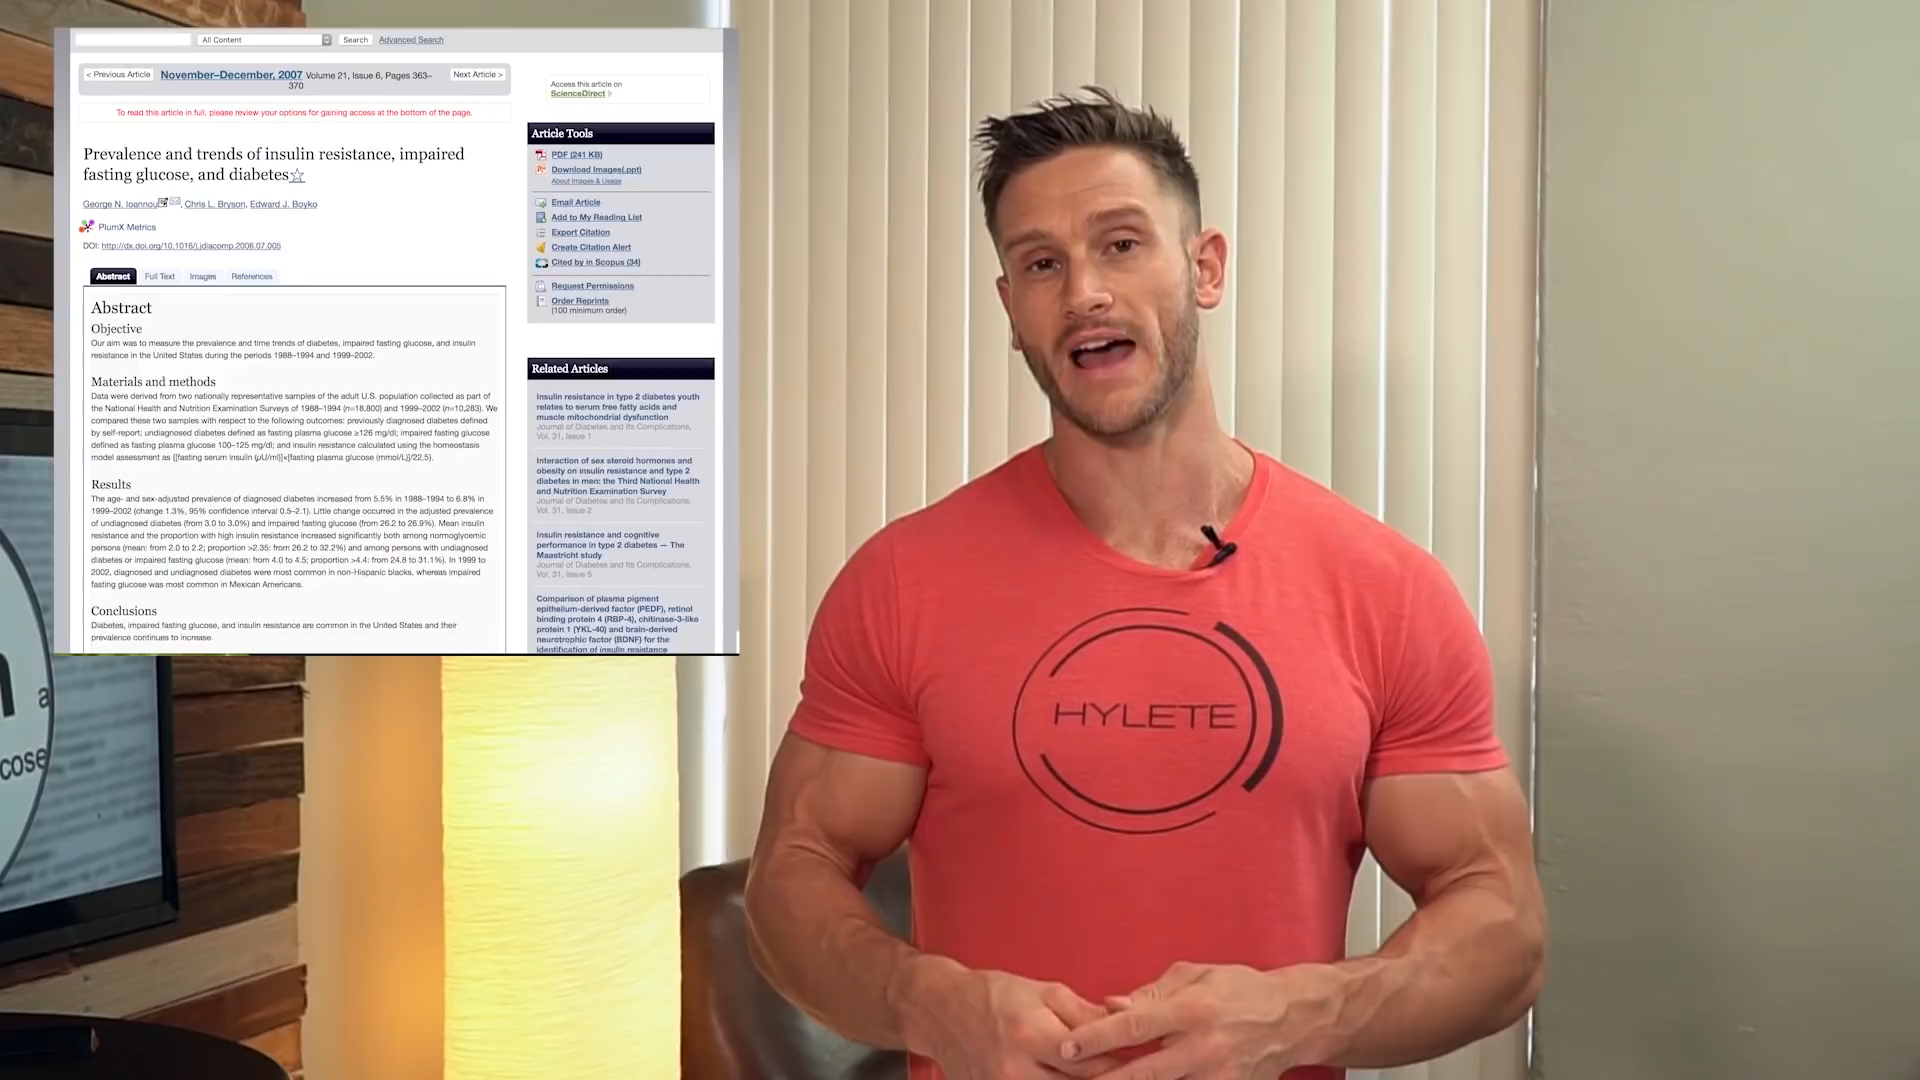 All Content
Search
Advanced Search
< Previous Article
November–December, 2007 Volume 21, Issue 6, Pages 363–
370
Next Article >
To read this article in full, please review your options for gaining access at the bottom of the page.
Prevalence and trends of insulin resistance, impaired
fasting glucose, and diabetes☆
George N. Ioannou, Chris L. Bryson, Edward J. Boyko
PlumX Metrics
DOI: http://dx.doi.org/10.1016/j.jdiacomp.2006.07.005
Abstract Full Text Images References
Abstract
Objective
Our aim was to measure the prevalence and time trends of diabetes, impaired fasting glucose, and insulin
resistance in the United States during the periods 1988–1994 and 1999–2002.
Materials and methods
Data were derived from two nationally representative samples of the adult U.S. population collected as part of
the National Health and Nutrition Examination Surveys of 1988–1994 (n=18,800) and 1999–2002 (n=10,283). We
compared these two samples with respect to the following outcomes: previously diagnosed diabetes defined
by self-report; undiagnosed diabetes defined as fasting plasma glucose ≥126 mg/dl; impaired fasting glucose
defined as fasting plasma glucose 100–125 mg/dl; and insulin resistance calculated using the homeostasis
model assessment as {[fasting serum insulin (μU/ml)]×[fasting plasma glucose (mmol/L)]/22.5}.
Results
The age- and sex-adjusted prevalence of diagnosed diabetes increased from 5.5% in 1988–1994 to 6.8% in
1999–2002 (change 1.3%, 95% confidence interval 0.5–2.1). Little change occurred in the adjusted prevalence
of undiagnosed diabetes (from 3.0 to 3.0%) and impaired fasting glucose (from 26.2 to 26.9%). Mean insulin
resistance and the proportion with high insulin resistance increased significantly both among normoglycemic
persons (mean: from 2.0 to 2.2; proportion >2.35: from 26.2 to 32.2%) and among persons with undiagnosed
diabetes or impaired fasting glucose (mean: from 4.0 to 4.5; proportion >4.4: from 24.8 to 31.1%). In 1999 to
2002, diagnosed and undiagnosed diabetes were most common in non-Hispanic blacks, whereas impaired
fasting glucose was most common in Mexican Americans.
Conclusions
Diabetes, impaired fasting glucose, and insulin resistance are common in the United States and their
prevalence continues to increase.
Access this article on
ScienceDirect
Article Tools
PDF (241 KB)
Download Images(.ppt)
About Images & Usage
Email Article
Add to My Reading List
Export Citation
Create Citation Alert
Cited by in Scopus (34)
Request Permissions
Order Reprints
(100 minimum order)
Related Articles
Insulin resistance in type 2 diabetes youth
relates to serum free fatty acids and
muscle mitochondrial dysfunction
Journal of Diabetes and Its Complications,
Vol. 31, Issue 1
Interaction of sex steroid hormones and
obesity on insulin resistance and type 2
diabetes in men: the Third National Health
and Nutrition Examination Survey
Journal of Diabetes and Its Complications,
Vol. 31, Issue 2
Insulin resistance and cognitive
performance in type 2 diabetes — The
Maastricht study
Journal of Diabetes and Its Complications,
Vol. 31, Issue 5
Comparison of plasma pigment
epithelium-derived factor (PEDF), retinol
binding protein 4 (RBP-4), chitinase-3-like
protein 1 (YKL-40) and brain-derived
neurotrophic factor (BDNF) for the
identification of insulin resistance
HYLETE